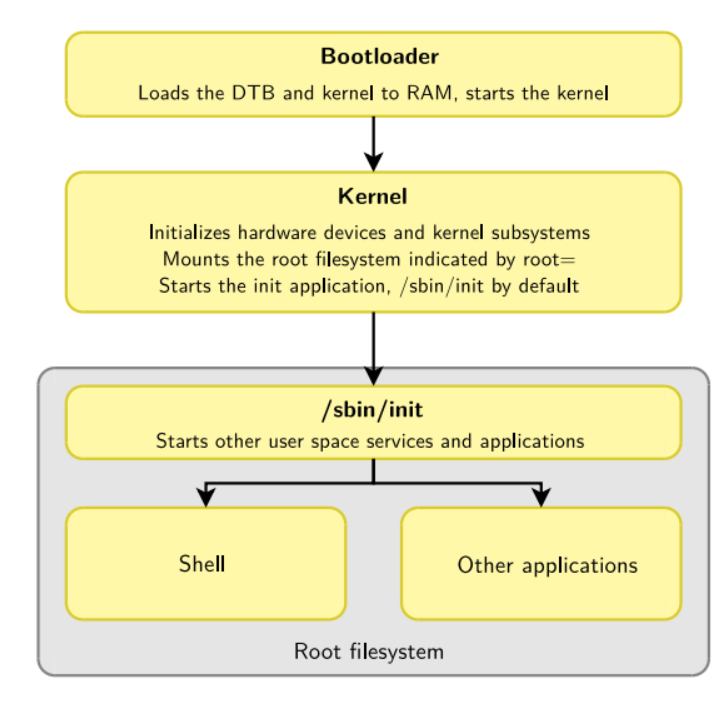 Bootloader
Loads the DTB and kernel to RAM, starts the kernel
Kernel
Initializes hardware devices and kernel subsystems
Mounts the root filesystem indicated by root=
Starts the init application, /sbin/init by default
/sbin/init
Starts other user space services and applications
Shell
Other applications
Root filesystem